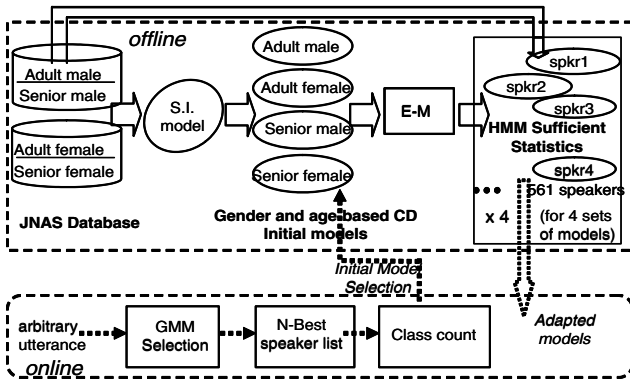 offline
Adult male
Senior male
Adult female
Senior female
JNAS Database
S.I.
model
Adult male
Adult female
Senior male
Senior female
Gender and age based CD
Initial models
E-M
spkr1
spkr2
spkr3
HMM Sufficient
Statistics
spkr4
561 speakers
x 4
(for 4 sets
of models)
Initial Model
Selection
arbitrary
utterance
online
GMM
Selection
N-Best
speaker list
Class count
Adapted
models